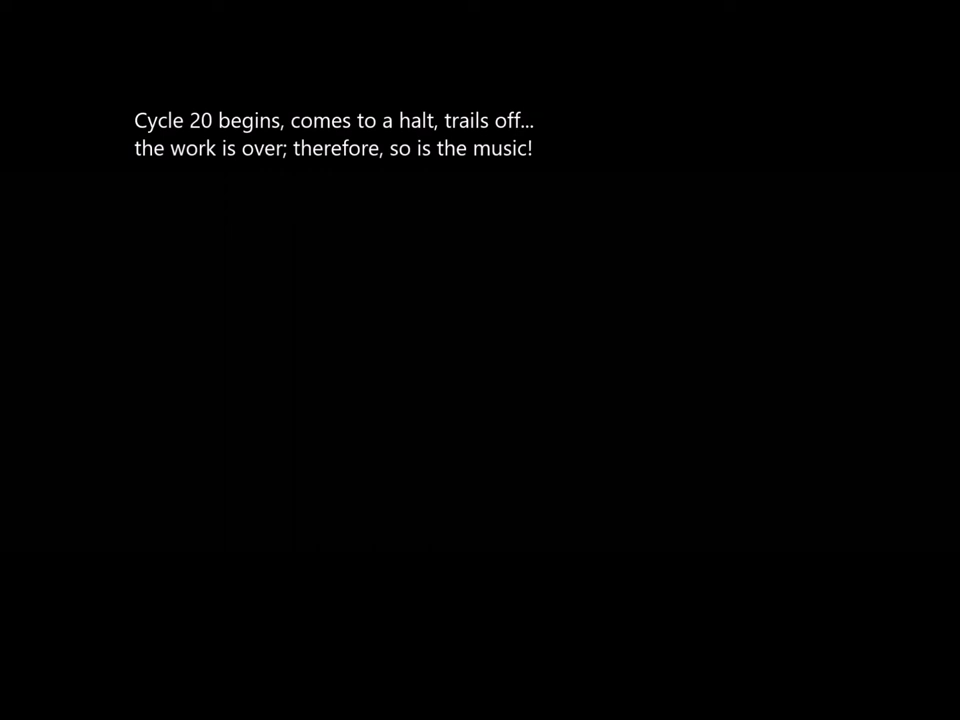 Cycle 20 begins, comes to a halt, trails off...
the work is over; therefore, so is the music!